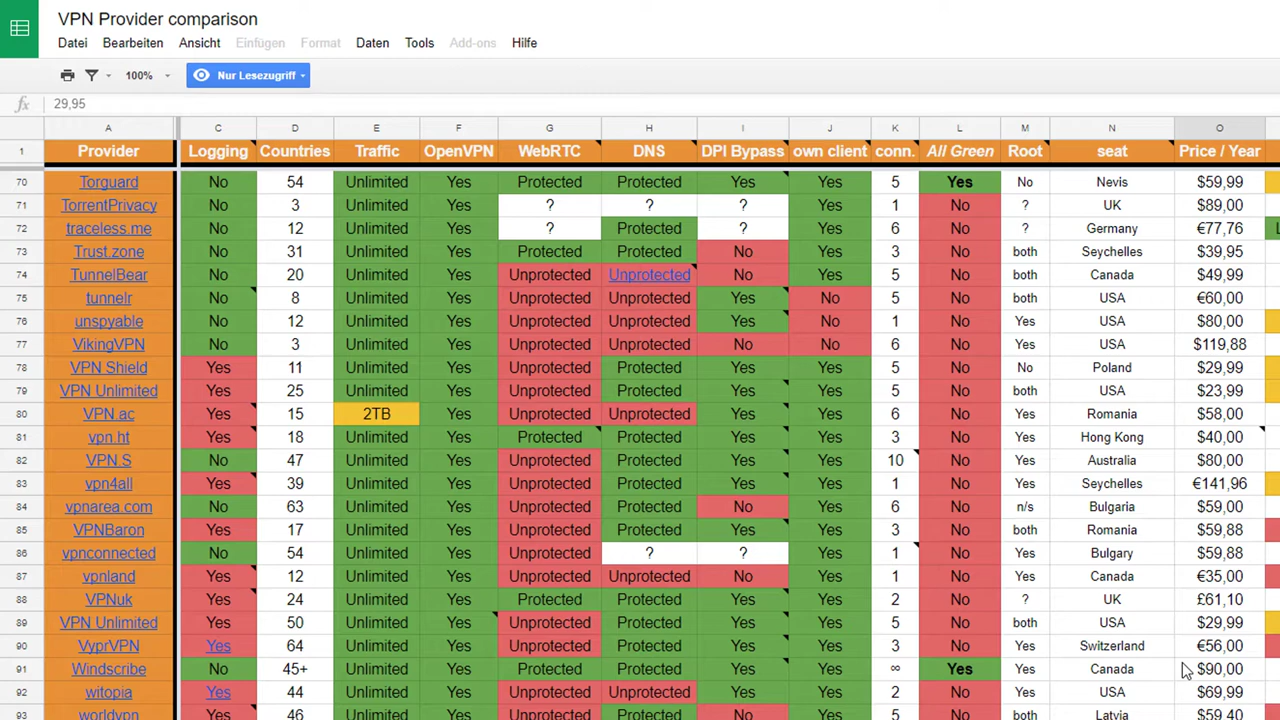 VPN Provider comparison
Datei Bearbeiten Ansicht Einfügen Format Daten Tools Add-ons Hilfe
100% Nur Lesezugriff
fx 29,95
A C D E F G H I J K L M N O
1 Provider Logging Countries Traffic OpenVPN WebRTC DNS DPI Bypass own client conn. All Green Root seat Price / Year
70 Torguard No 54 Unlimited Yes Protected Protected Yes Yes 5 Yes No Nevis $59,99
71 TorrentPrivacy No 3 Unlimited Yes ? ? ? Yes 1 No ? UK $89,00
72 traceless.me No 12 Unlimited Yes ? Protected ? Yes 6 No ? Germany €77,76
73 Trust.zone No 31 Unlimited Yes Protected Protected No Yes 3 No both Seychelles $39,95
74 TunnelBear No 20 Unlimited Yes Unprotected Unprotected No Yes 5 No both Canada $49,99
75 tunnelr No 8 Unlimited Yes Unprotected Unprotected Yes No 5 No both USA €60,00
76 unspyable No 12 Unlimited Yes Unprotected Unprotected Yes No 1 No Yes USA $80,00
77 VikingVPN No 3 Unlimited Yes Unprotected Unprotected No No 6 No Yes USA $119,88
78 VPN Shield Yes 11 Unlimited Yes Unprotected Protected Yes Yes 5 No No Poland $29,99
79 VPN Unlimited Yes 25 Unlimited Yes Unprotected Protected Yes Yes 5 No both USA $23,99
80 VPN.ac Yes 15 2TB Yes Unprotected Unprotected Yes Yes 6 No Yes Romania $58,00
81 vpn.ht Yes 18 Unlimited Yes Protected Protected Yes Yes 3 No Yes Hong Kong $40,00
82 VPN.S No 47 Unlimited Yes Unprotected Protected Yes Yes 10 No Yes Australia $80,00
83 vpn4all Yes 39 Unlimited Yes Unprotected Protected Yes Yes 1 No Yes Seychelles €141,96
84 vpnarea.com No 63 Unlimited Yes Unprotected Protected No Yes 6 No n/s Bulgaria $59,00
85 VPNBaron Yes 17 Unlimited Yes Unprotected Protected Yes Yes 3 No both Romania $59,88
86 vpnconnected No 54 Unlimited Yes Unprotected ? ? Yes 1 No Yes Bulgary $59,88
87 vpnland Yes 12 Unlimited Yes Unprotected Unprotected No Yes 1 No Yes Canada €35,00
88 VPNuk Yes 24 Unlimited Yes Protected Protected Yes Yes 2 No ? UK £61,10
89 VPN Unlimited Yes 50 Unlimited Yes Unprotected Protected Yes Yes 5 No both USA $29,99
90 VyprVPN Yes 64 Unlimited Yes Unprotected Protected Yes Yes 3 No Yes Switzerland €56,00
91 Windscribe No 45+ Unlimited Yes Protected Protected Yes Yes ∞ Yes Yes Canada $90,00
92 witopia Yes 44 Unlimited Yes Unprotected Unprotected Yes Yes 2 No Yes USA $69,99
93 worldvpn Yes 46 Unlimited Yes Unprotected Protected No Yes 5 No both Latvia $59,40